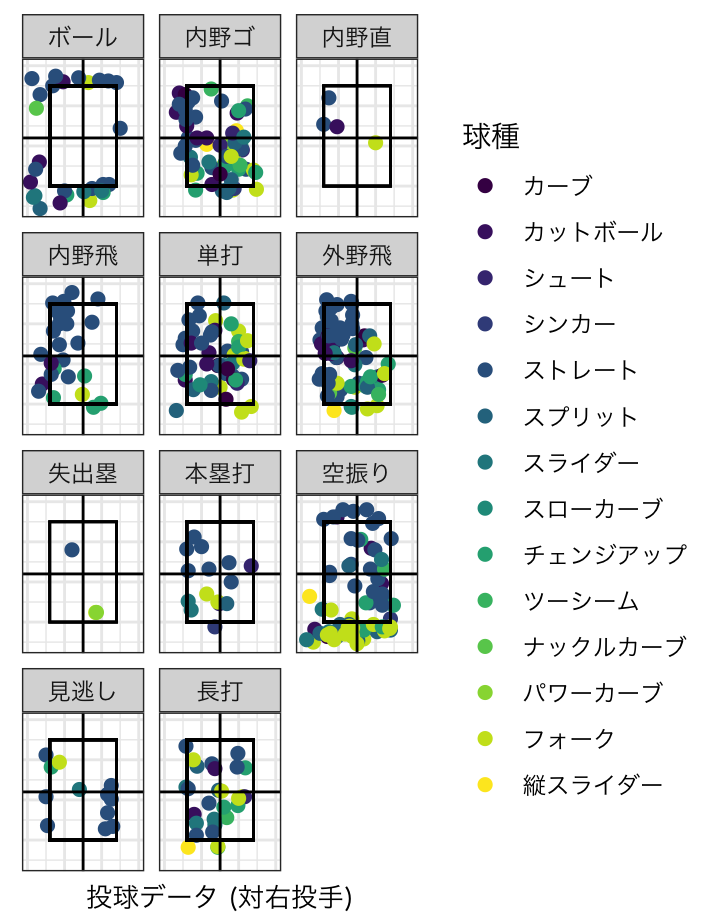 ボール
内野ゴ
内野直
内野飛
単打
外野飛
失出塁
本塁打
空振り
見逃し
長打
投球データ (対右投手)
球種
カーブ
カットボール
シュート
シンカー
ストレート
スプリット
スライダー
スローカーブ
チェンジアップ
ツーシーム
ナックルカーブ
パワーカーブ
フォーク
縦スライダー